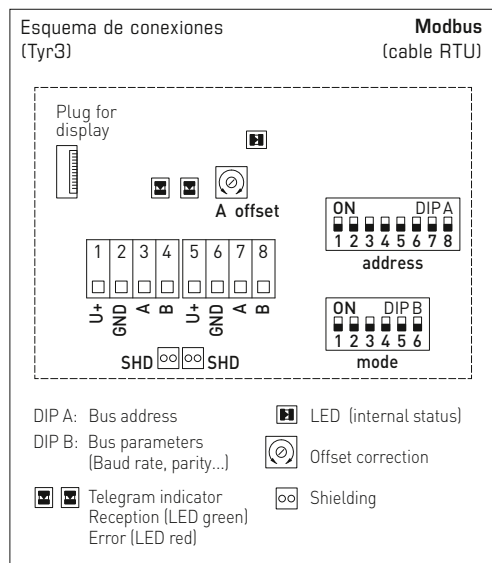 Esquema de conexiones
(Tyr3)
Modbus
(cable RTU)
Plug for
display
A offset
ON DIP A
1 2 3 4 5 6 7 8
address
1 2 3 4 5 6 7 8
U+ GND A B U+ GND A B
ON DIP B
1 2 3 4 5 6
mode
SHD SHD
DIP A: Bus address
DIP B: Bus parameters
(Baud rate, parity...)
Telegram indicator
Reception (LED green)
Error (LED red)
LED (internal status)
Offset correction
Shielding